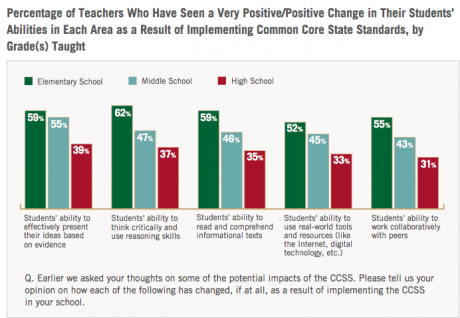 Percentage of Teachers Who Have Seen a Very Positive/Positive Change in Their Students'
Abilities in Each Area as a Result of Implementing Common Core State Standards, by
Grade(s) Taught
Elementary School Middle School High School
59% 55% 39% 62% 47% 37% 59% 46% 35% 52% 45% 33% 55% 43% 31%
Students' ability to effectively present their ideas based on evidence
Students' ability to think critically and use reasoning skills
Students' ability to read and comprehend informational texts
Students' ability to use real-world tools and resources (like the Internet, digital technology, etc.)
Students' ability to work collaboratively with peers
Q. Earlier we asked your thoughts on some of the potential impacts of the CCSS. Please tell us your
opinion on how each of the following has changed, if at all, as a result of implementing the CCSS
in your school.